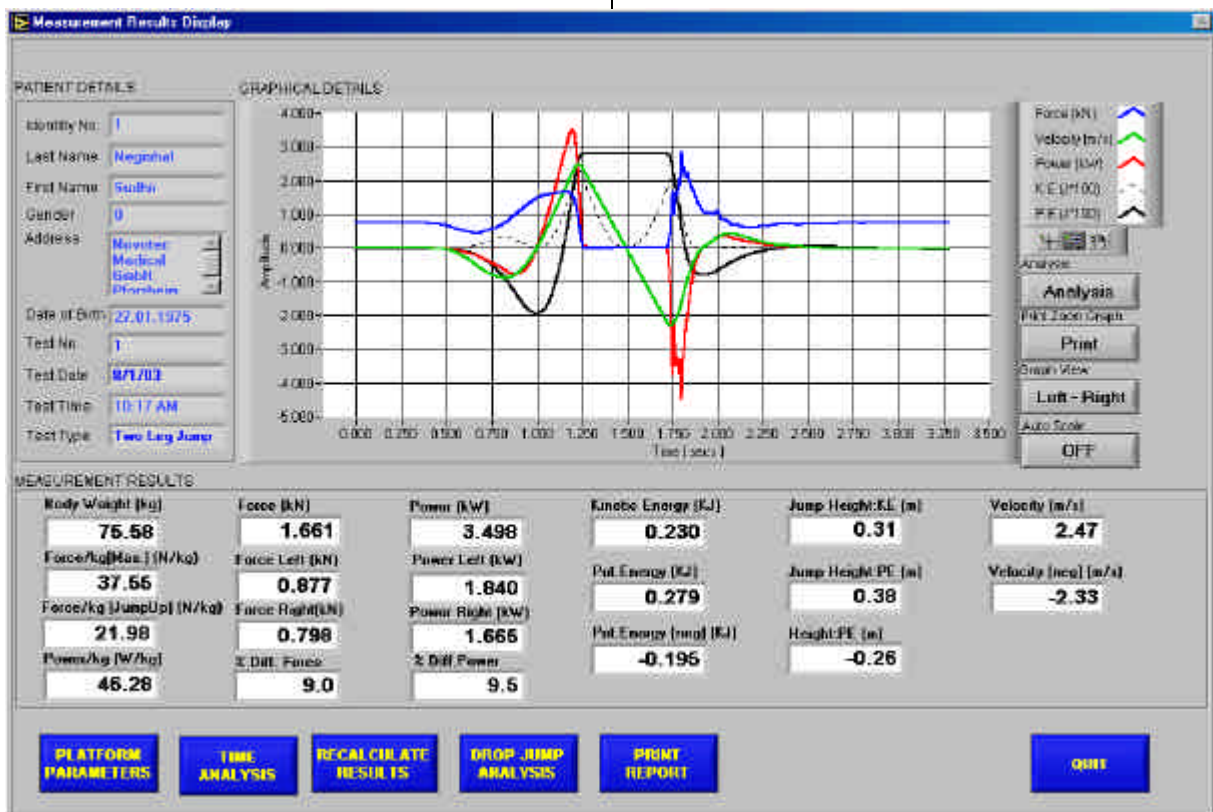 Measurement Results Display
PATIENT DETAILS
Identity No: 1
Last Name
First Name
Gender 0
Address Novotec
Medical
GmbH
Pforzheim
Date of Birth 27.01.1975
Test No 1
Test Date 8/1/03
Test Time 10:17 AM
Test Type Two Leg Jump
GRAPHICAL DETAILS
Amplitude
4.000
3.000
2.000
1.000
0.000
-1.000
-2.000
-3.000
-4.000
-5.000
0.000 0.250 0.500 0.750 1.000 1.250 1.500 1.750 2.000 2.250 2.500 2.750 3.000 3.250 3.500
Time [secs]
Force (kN)
Velocity (m/s)
Power (kW)
K.E (J*100)
P.E (J*100)
Analysis
Analysis
Print Zoom Graph
Print
Graph View
Left - Right
Auto Scale
OFF
MEASUREMENT RESULTS
Body Weight [kg]
75.58
Force/kg[Max.] (N/kg)
37.55
Force/kg [JumpUp] (N/kg)
21.98
Power/kg [W/kg]
46.28
Force [kN]
1.661
Force Left [kN]
0.877
Force Right[kN]
0.798
% Diff. Force
9.0
Power [kW]
3.498
Power Left [kW]
1.840
Power Right [kW]
1.665
% Diff.Power
9.5
Kinetic Energy [KJ]
0.230
Pot.Energy [KJ]
0.279
Pot.Energy [neg] [KJ]
-0.195
Jump Height:K.E. [m]
0.31
Jump Height:PE [m]
0.38
Height:PE [m]
-0.26
Velocity [m/s]
2.47
Velocity [neg] [m/s]
-2.33
PLATFORM
PARAMETERS
TIME
ANALYSIS
RECALCULATE
RESULTS
DROP JUMP
ANALYSIS
PRINT
REPORT
QUIT